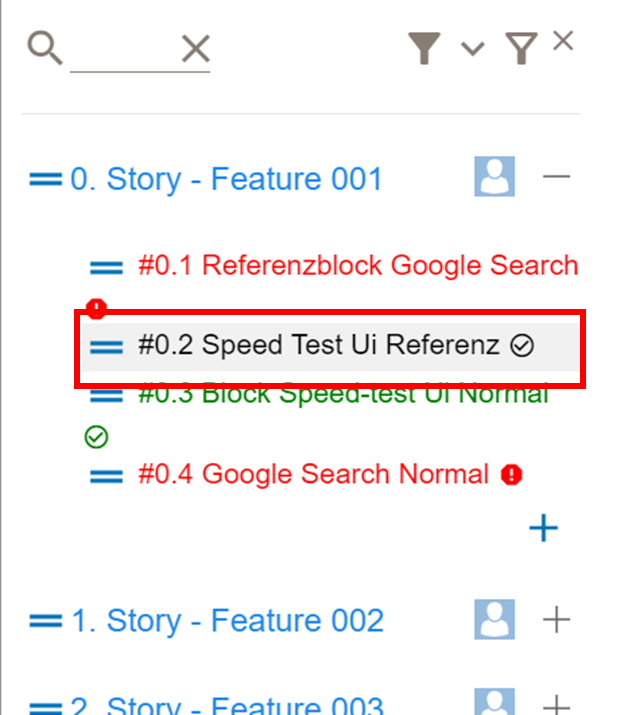 0. Story - Feature 001
#0.1 Referenzblock Google Search
#0.2 Speed Test Ui Referenz
#0.3 Block Speed-test UI Normal
#0.4 Google Search Normal
1. Story - Feature 002
2. Story - Feature 003